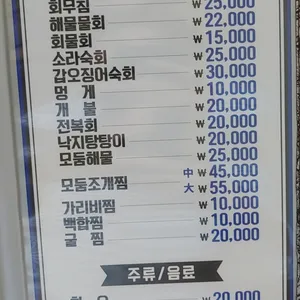 회무침 ₩ 25,000
해물물회 ₩ 22,000
회물회 ₩ 15,000
소라숙회 ₩ 25,000
갑오징어숙회 ₩ 30,000
멍 게 ₩ 10,000
개 불 ₩ 20,000
전복회 ₩ 20,000
낙지탕탕이 ₩ 20,000
모둠해물 ₩ 25,000
모둠조개찜 中 ₩ 45,000
大 ₩ 55,000
가리비찜 ₩ 10,000
백합찜 ₩ 10,000
굴 찜 ₩ 20,000
주류/음료
₩ 20,000